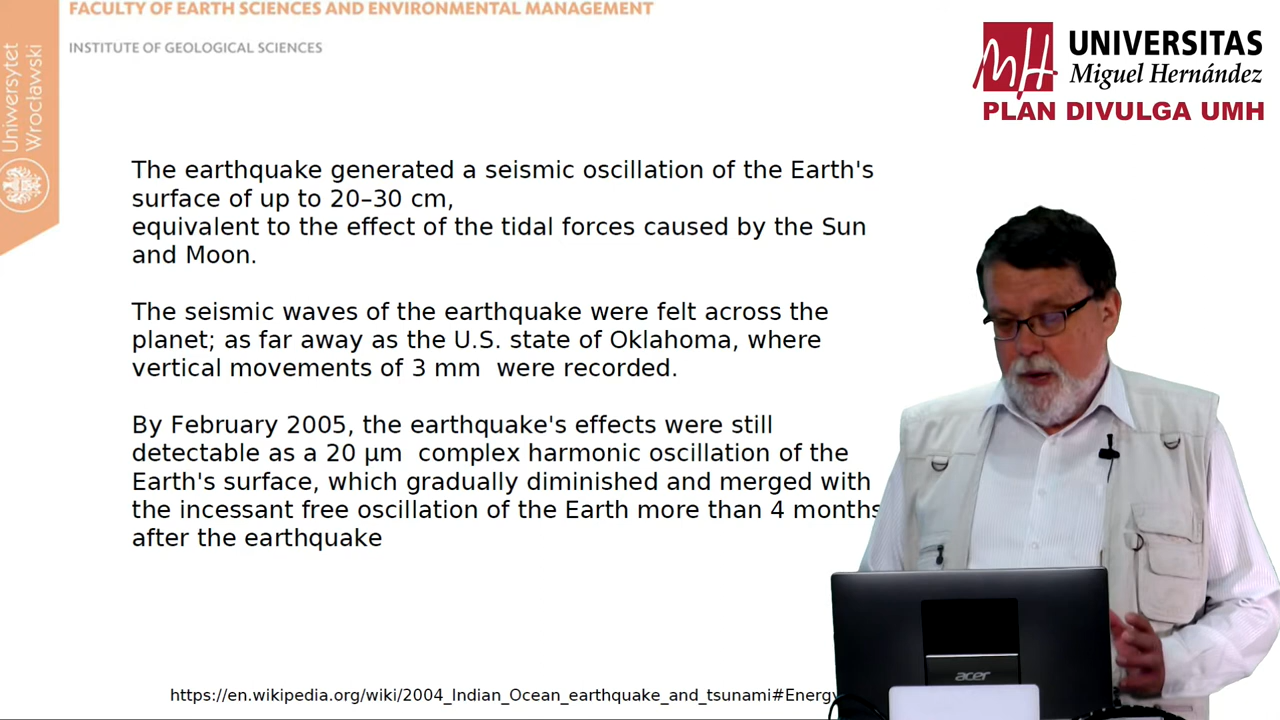 FACULTY OF EARTH SCIENCES AND ENVIRONMENTAL MANAGEMENT
INSTITUTE OF GEOLOGICAL SCIENCES
Uniwersytet
Wrocławski
UNIVERSITAS
Miguel Hernández
PLAN DIVULGA UMH
The earthquake generated a seismic oscillation of the Earth's
surface of up to 20–30 cm,
equivalent to the effect of the tidal forces caused by the Sun
and Moon.
The seismic waves of the earthquake were felt across the
planet; as far away as the U.S. state of Oklahoma, where
vertical movements of 3 mm  were recorded.
By February 2005, the earthquake's effects were still
detectable as a 20 µm  complex harmonic oscillation of the
Earth's surface, which gradually diminished and merged with
the incessant free oscillation of the Earth more than 4 months
after the earthquake
https://en.wikipedia.org/wiki/2004_Indian_Ocean_earthquake_and_tsunami#Energy
acer